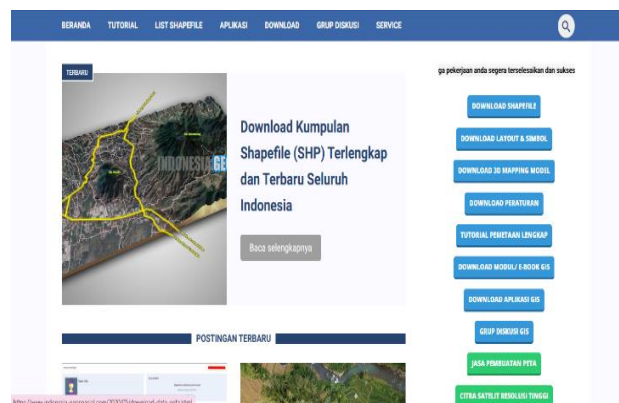 BERANDA TUTORIAL LIST SHAPEFILE APLIKASI DOWNLOAD GRUP DISKUSI SERVICE
TERBARU
INDONESIA GE
Download Kumpulan
Shapefile (SHP) Terlengkap
dan Terbaru Seluruh
Indonesia
Baca selengkapnya
POSTINGAN TERBARU
ga pekerjaan anda segera terselesaikan dan sukses
DOWNLOAD SHAPEFILE
DOWNLOAD LAYOUT & SIMBOL
DOWNLOAD 3D MAPPING MODEL
DOWNLOAD PERATURAN
TUTORIAL PEMETAAN LENGKAP
DOWNLOAD MODUL/ E-BOOK GIS
DOWNLOAD APLIKASI GIS
GRUP DISKUSI GIS
JASA PEMBUATAN PETA
CITRA SATELIT RESOLUSI TINGGI